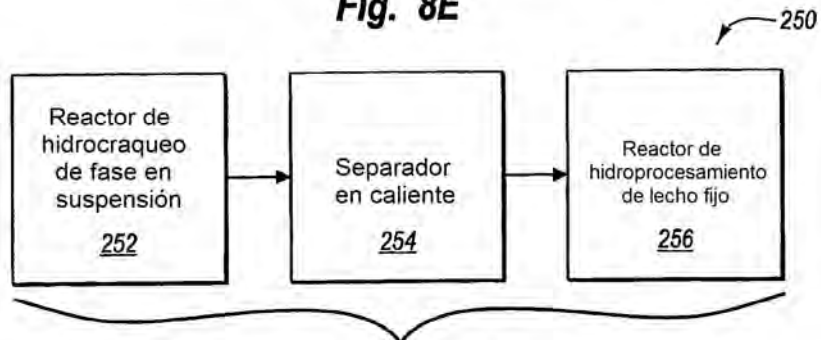 Fig. 8E
250
Reactor de
hidrocraqueo
de fase en
suspensión
252
Separador
en caliente
254
Reactor de
hidroprocesamiento
de lecho fijo
256